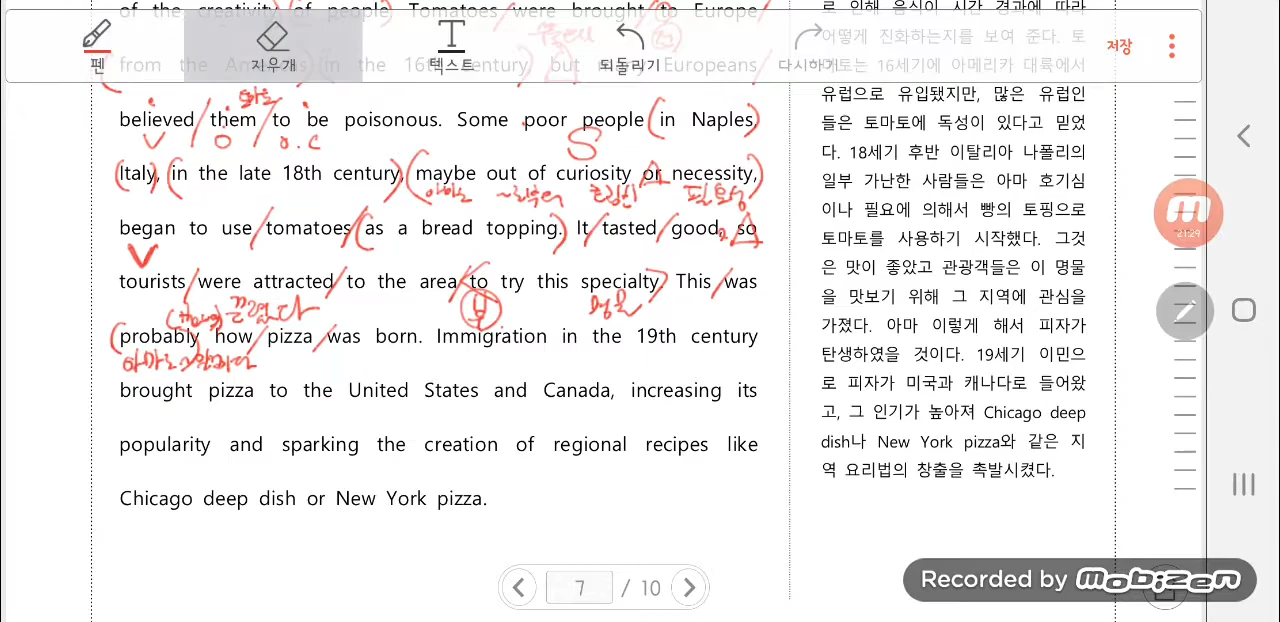 of the creativity of people. Tomatoes were brought to Europe
펜
지우개
텍스트
되돌리기
다시하기
저장
from the Americas in the 16th century, but many Europeans
believed them to be poisonous. Some poor people in Naples,
Italy, in the late 18th century, (maybe out of curiosity or necessity,)
began to use tomatoes as a bread topping. It tasted good, so
tourists were attracted to the area to try this specialty. This was
probably how pizza was born. Immigration in the 19th century
brought pizza to the United States and Canada, increasing its
popularity and sparking the creation of regional recipes like
Chicago deep dish or New York pizza.
V O o.c
S
아마도 ~로부터 호김신 필요성
V
끌렸다
부
명물
로 인해 음식이 시간 경과에 따라
어떻게 진화하는지를 보여 준다. 토
마토는 16세기에 아메리카 대륙에서
유럽으로 유입됐지만, 많은 유럽인
들은 토마토에 독성이 있다고 믿었
다. 18세기 후반 이탈리아 나폴리의
일부 가난한 사람들은 아마 호기심
이나 필요에 의해서 빵의 토핑으로
토마토를 사용하기 시작했다. 그것
은 맛이 좋았고 관광객들은 이 명물
을 맛보기 위해 그 지역에 관심을
가졌다. 아마 이렇게 해서 피자가
탄생하였을 것이다. 19세기 이민으
로 피자가 미국과 캐나다로 들어왔
고, 그 인기가 높아져 Chicago deep
dish나 New York pizza와 같은 지
역 요리법의 창출을 촉발시켰다.
21:29
7 / 10
Recorded by mobizen